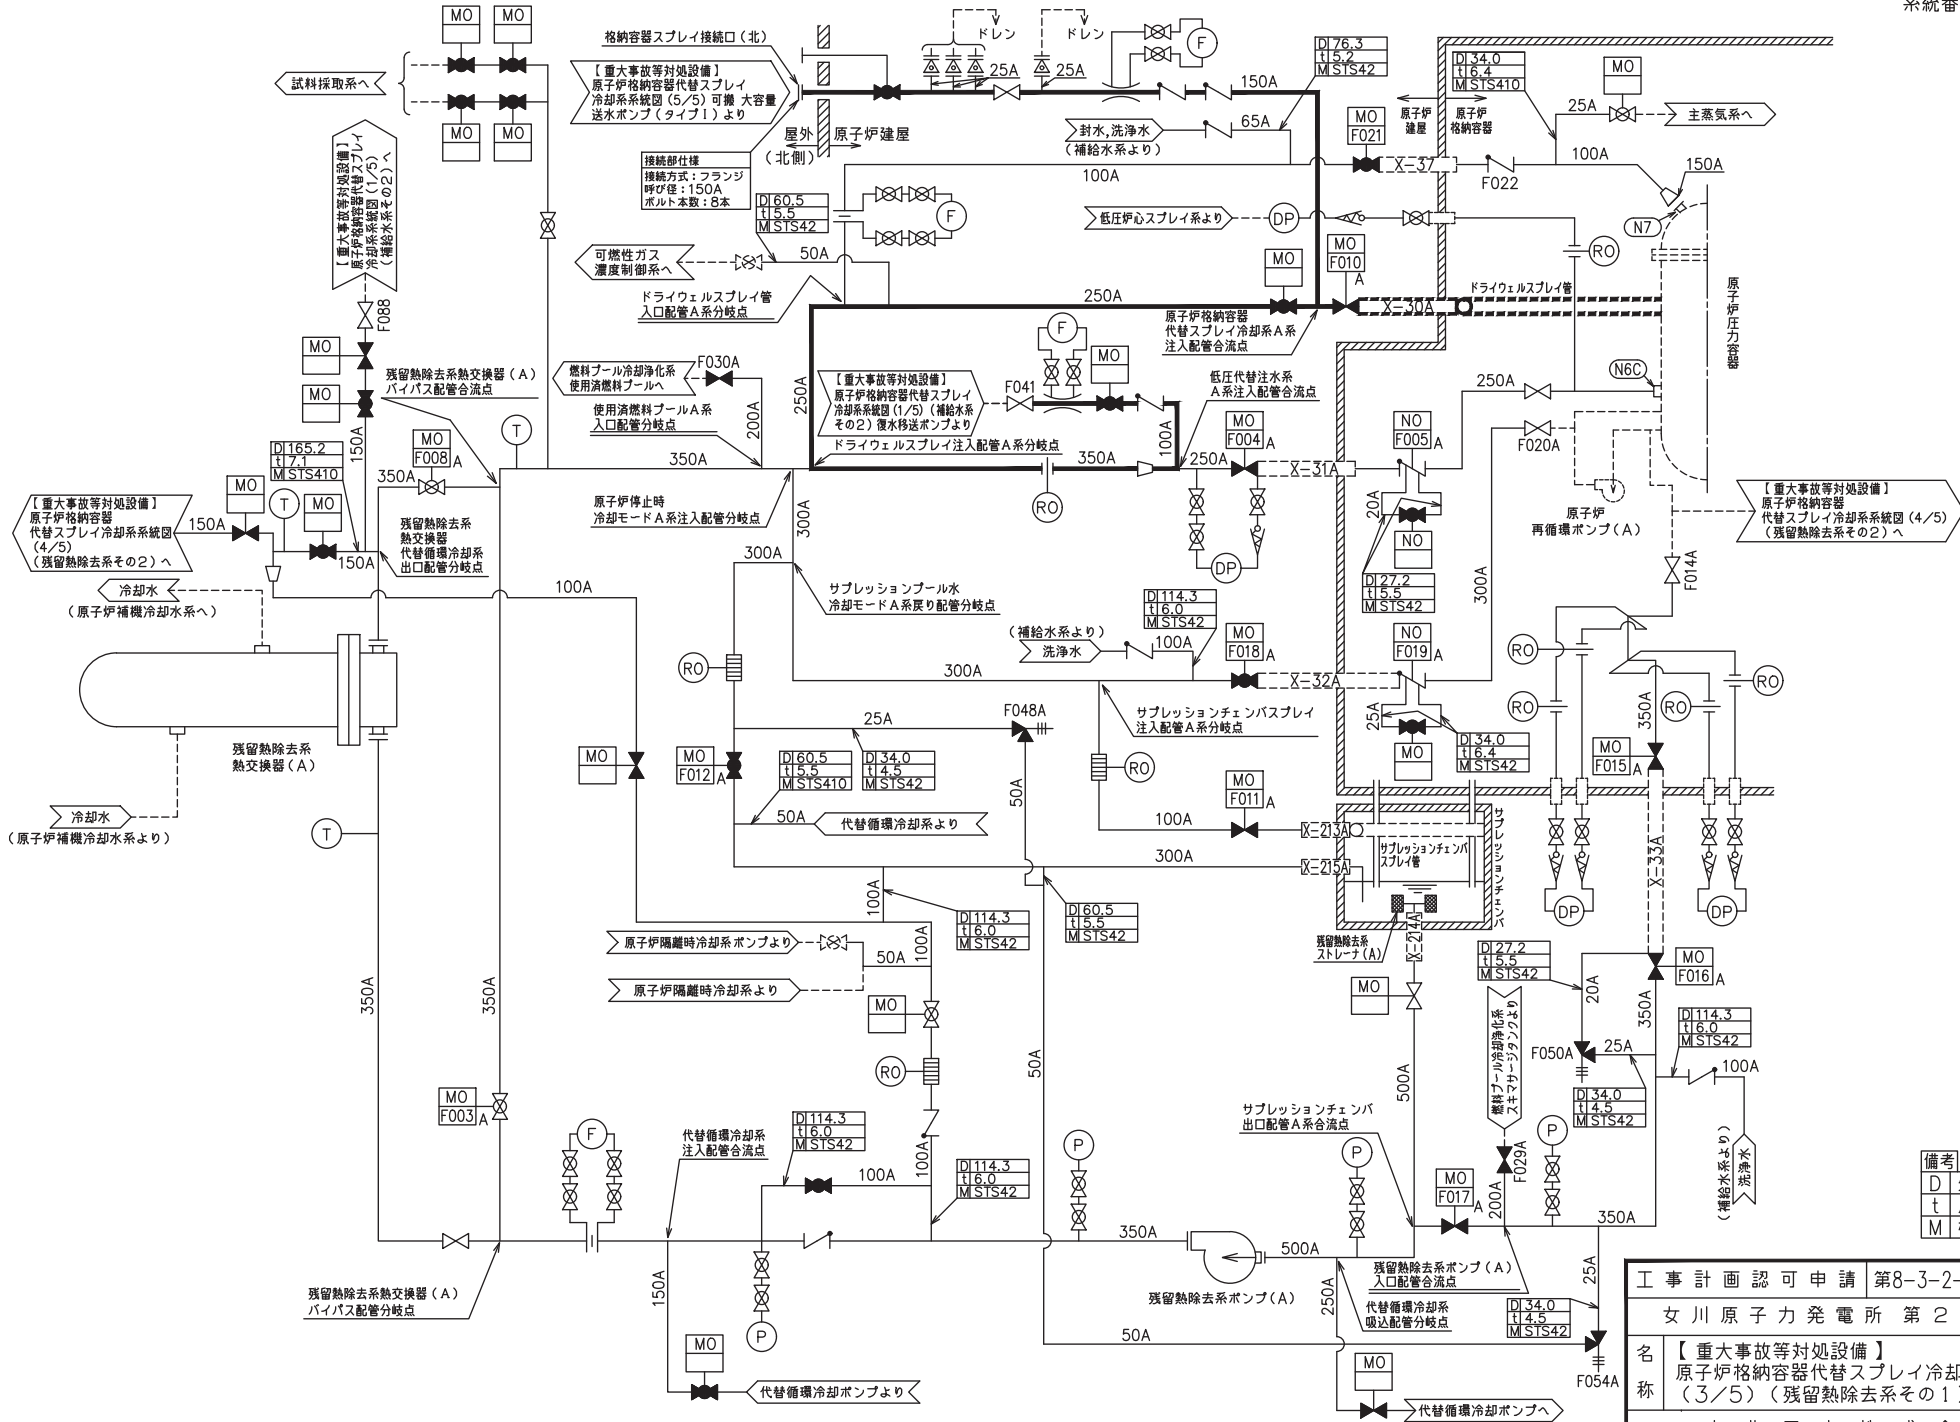 系統番
MO
MO
試料採取系へ
MO
MO
格納容器スプレイ接続口(北)
【重大事故等対処設備】
原子炉格納容器代替スプレイ
冷却系系統図(5/5)可搬 大容量
送水ポンプ(タイプⅠ)より
屋外
原子炉建屋
(北側)
ドレン
ドレン
25A
25A
F
150A
D 76.3
t 5.2
M STS42
D 34.0
t 6.4
M STS410
MO
25A
主蒸気系へ
原子炉
建屋
原子炉
格納容器
封水,洗浄水
(補給水系より)
65A
MO
F021
X-37
F022
100A
150A
100A
接続部仕様
接続方式:フランジ
呼び径:150A
ボルト本数:8本
【重大事故等対処設備】
原子炉格納容器代替スプレイ
冷却系系統図(1/5)
(補給水系その2)へ
F088
D 60.5
t 5.5
M STS42
F
低圧炉心スプレイ系より
DP
N7
RO
可燃性ガス
濃度制御系へ
50A
MO
MO
F010
A
ドライウェルスプレイ管
入口配管A系分岐点
250A
X-30A
ドライウェルスプレイ管
原子炉圧力容器
原子炉格納容器
代替スプレイ冷却系A系
注入配管合流点
MO
MO
150A
残留熱除去系熱交換器(A)
バイパス配管合流点
燃料プール冷却浄化系
使用済燃料プールへ
F030A
使用済燃料プールA系
入口配管分岐点
200A
250A
【重大事故等対処設備】
原子炉格納容器代替スプレイ
冷却系系統図(1/5)(補給水系
その2)復水移送ポンプより
F041
F
MO
低圧代替注水系
A系注入配管合流点
100A
N6C
250A
F020A
ドライウェルスプレイ注入配管A系分岐点
T
350A
350A
RO
250A
MO
F004
A
X-31A
NO
F005
A
D 165.2
t 7.1
M STS410
MO
F008
A
350A
MO
T
MO
【重大事故等対処設備】
原子炉格納容器
代替スプレイ冷却系系統図
(4/5)
(残留熱除去系その2)へ
150A
150A
残留熱除去系
熱交換器
代替循環冷却系
出口配管分岐点
原子炉停止時
冷却モードA系注入配管分岐点
300A
300A
DP
20A
NO
D 27.2
t 5.5
M STS42
原子炉
再循環ポンプ(A)
【重大事故等対処設備】
原子炉格納容器
代替スプレイ冷却系系統図(4/5)
(残留熱除去系その2)へ
F014A
300A
冷却水
(原子炉補機冷却水系へ)
100A
サプレッションプール水
冷却モードA系戻り配管分岐点
(補給水系より)
洗浄水
100A
D 114.3
t 6.0
M STS42
MO
F018
A
X-32A
NO
F019
A
RO
300A
25A
MO
D 34.0
t 6.4
M STS42
RO
RO
RO
RO
350A
MO
F015
A
残留熱除去系
熱交換器(A)
25A
F048A
サプレッションチェンバスプレイ
注入配管A系分岐点
MO
MO
F012
A
D 60.5
t 5.5
M STS410
D 34.0
t 4.5
M STS42
50A
RO
MO
F011
A
冷却水
(原子炉補機冷却水系より)
T
50A
代替循環冷却系より
100A
X-213A
サプレッションチェンバ
スプレイ管
サプレッションチェンバ
300A
X-215A
X-33A
DP
DP
100A
D 114.3
t 6.0
M STS42
D 60.5
t 5.5
M STS42
残留熱除去系
ストレーナ(A)
X-214A
原子炉隔離時冷却系ポンプより
50A
100A
原子炉隔離時冷却系より
MO
MO
D 27.2
t 5.5
M STS42
MO
F016
A
20A
350A
350A
350A
50A
500A
燃料プール冷却浄化系
スキマサージタンクより
F050A
25A
D 114.3
t 6.0
M STS42
100A
D 34.0
t 4.5
M STS42
RO
MO
F003
A
F
代替循環冷却系
注入配管合流点
D 114.3
t 6.0
M STS42
100A
100A
D 114.3
t 6.0
M STS42
P
サプレッションチェンバ
出口配管A系合流点
P
MO
F017
A
F029A
200A
P
(補給水系より)
洗浄水
備考
D
t
M
350A
350A
500A
残留熱除去系ポンプ(A)
残留熱除去系ポンプ(A)
入口配管合流点
250A
代替循環冷却系
吸込配管分岐点
25A
D 34.0
t 4.5
M STS42
F054A
残留熱除去系熱交換器(A)
バイパス配管分岐点
150A
P
50A
MO
代替循環冷却ポンプより
MO
代替循環冷却ポンプへ
工事計画認可申請 第8-3-2-
女川原子力発電所 第2
名称
【重大事故等対処設備】
原子炉格納容器代替スプレイ冷却
(3/5)(残留熱除去系その1